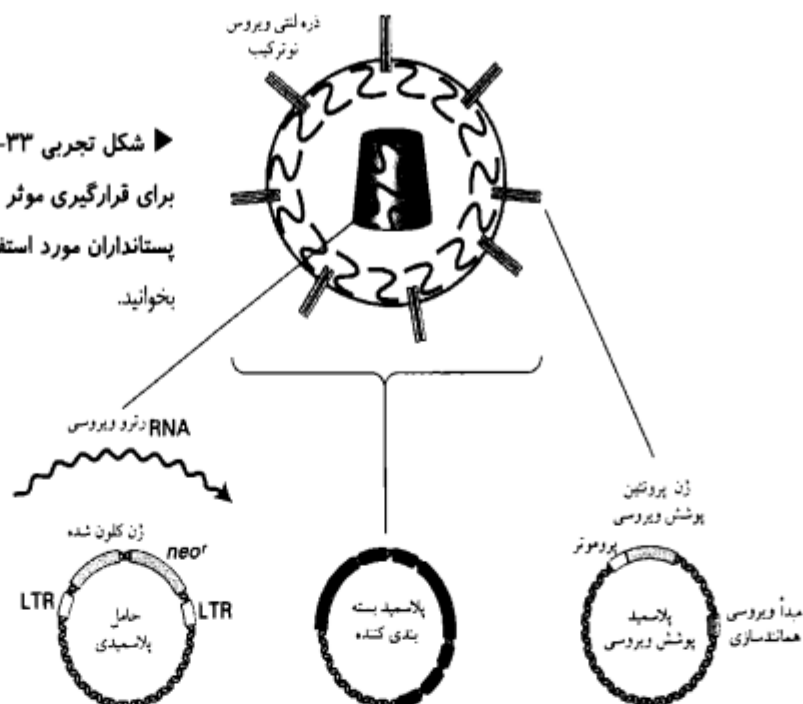 ذره لنتی ویروس
نوترکیب
◀ شکل تجربی ۳۳-
برای قرارگیری موثر
پستانداران مورد استف
بخوانید.
RNA رترو ویروسی
ژن کلون شده
neoʳ
LTR
LTR
حامل
پلاسمیدی
پلاسمید بسته
بندی کننده
ژن پروتئین
پوشش ویروسی
پروموتر
پلاسمید
پوشش ویروسی
مبدأ ویروسی
همانندسازی